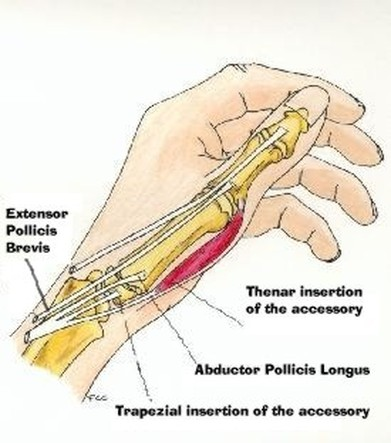 Extensor
Pollicis
Brevis
Thenar insertion
of the accessory
Abductor Pollicis Longus
Trapezial insertion of the accessory